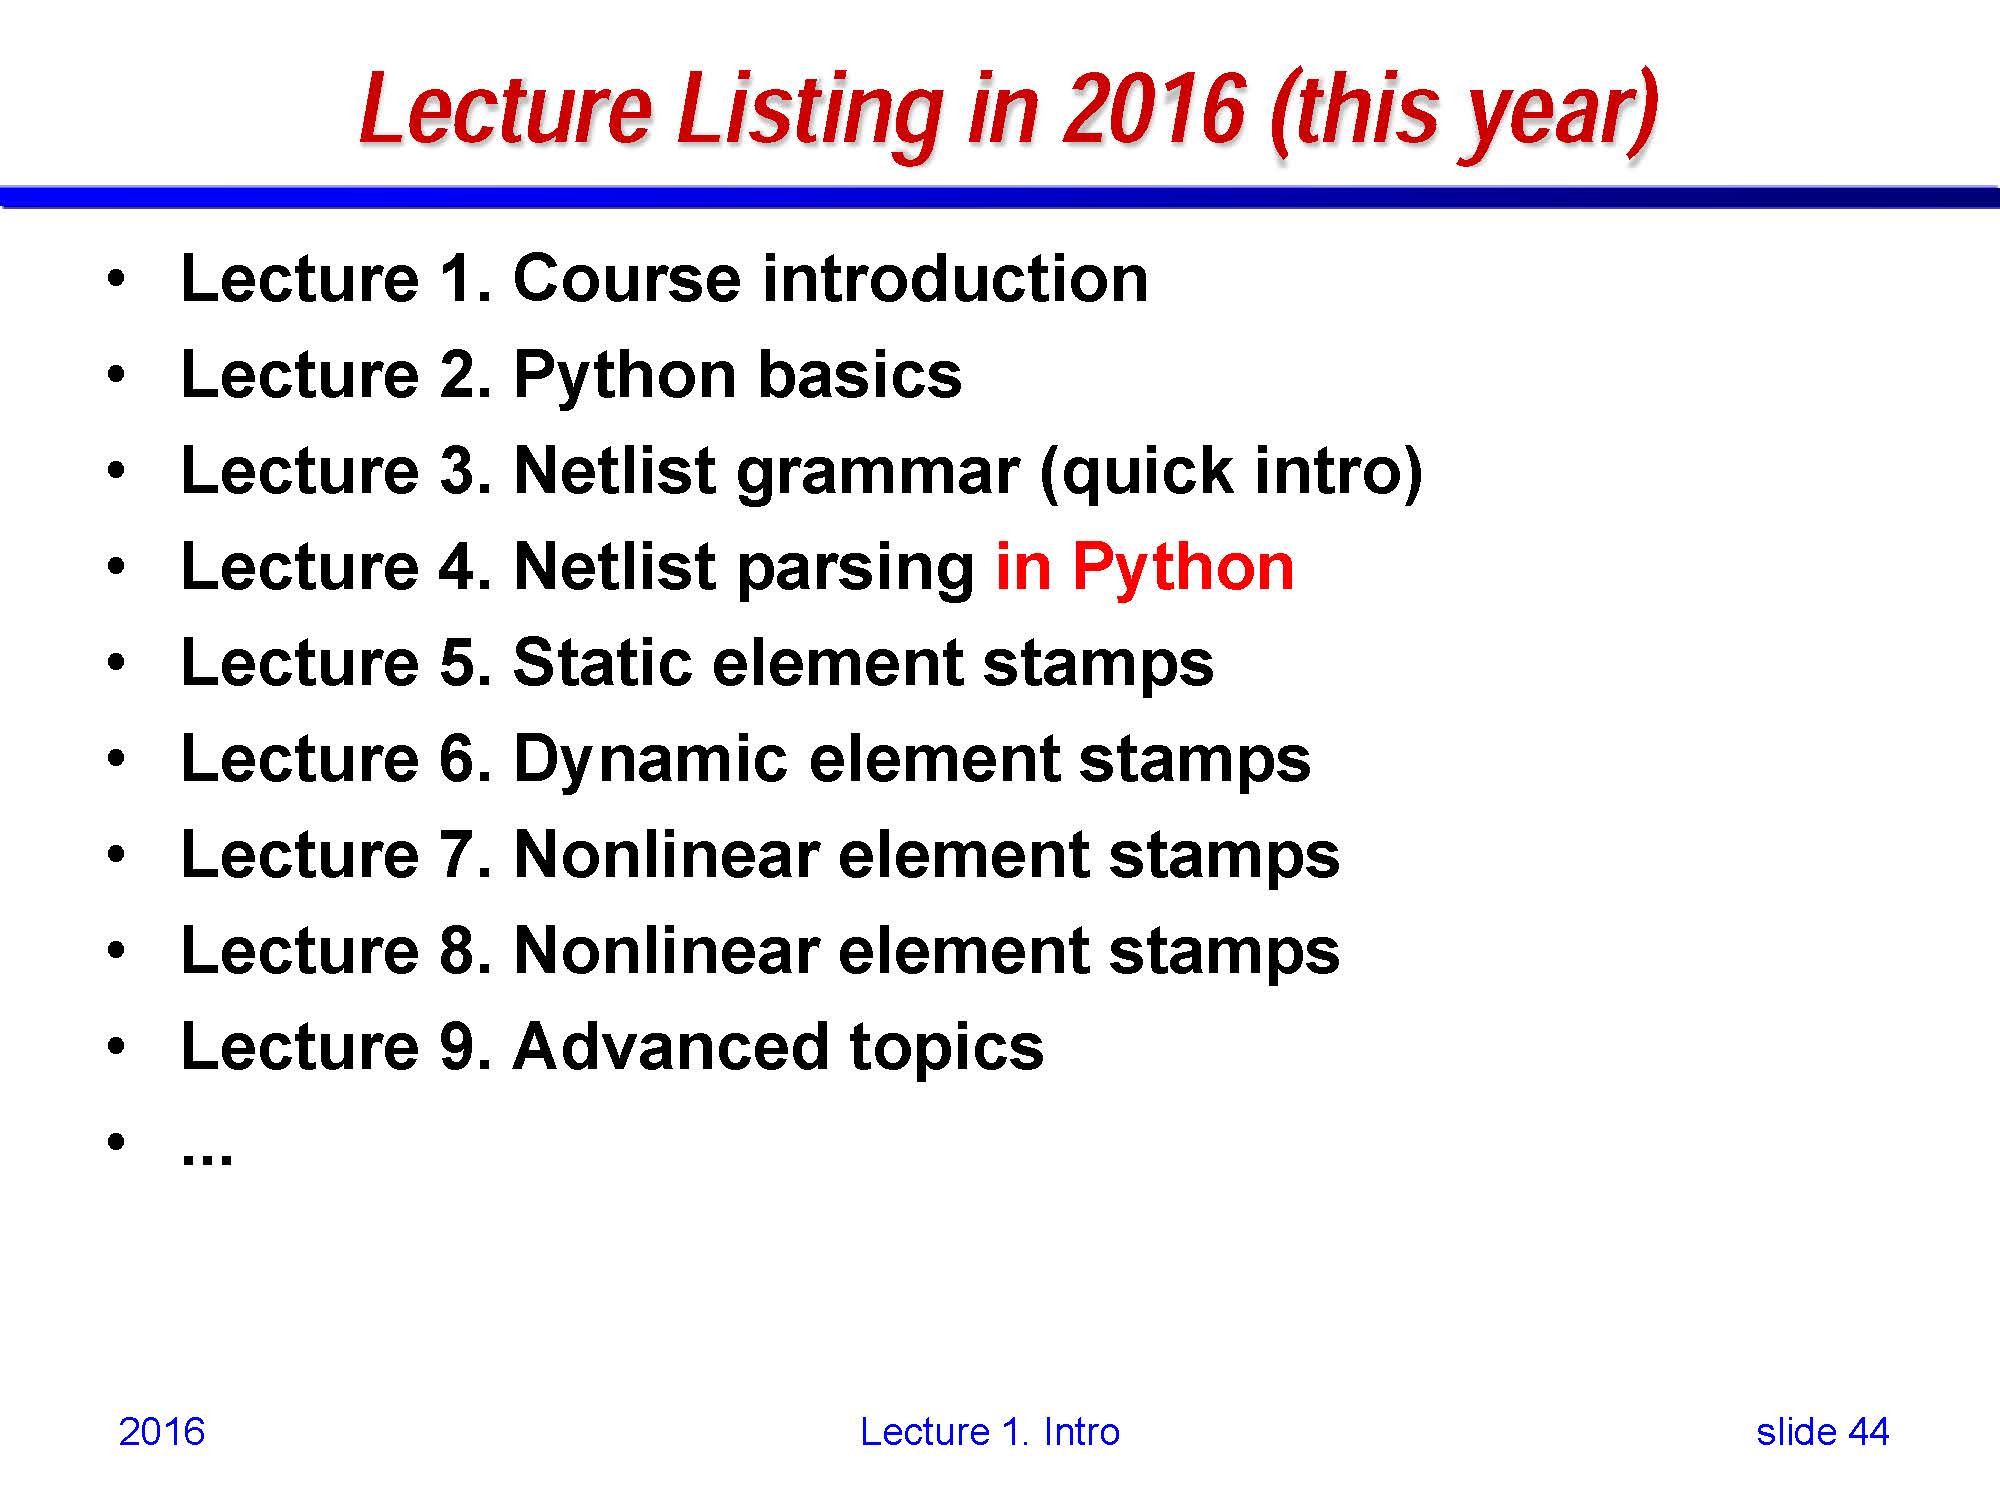 Lecture Listing in 2016 (this year)
• Lecture 1. Course introduction
• Lecture 2. Python basics
• Lecture 3. Netlist grammar (quick intro)
• Lecture 4. Netlist parsing in Python
• Lecture 5. Static element stamps
• Lecture 6. Dynamic element stamps
• Lecture 7. Nonlinear element stamps
• Lecture 8. Nonlinear element stamps
• Lecture 9. Advanced topics
• ...
2016 Lecture 1. Intro slide 44